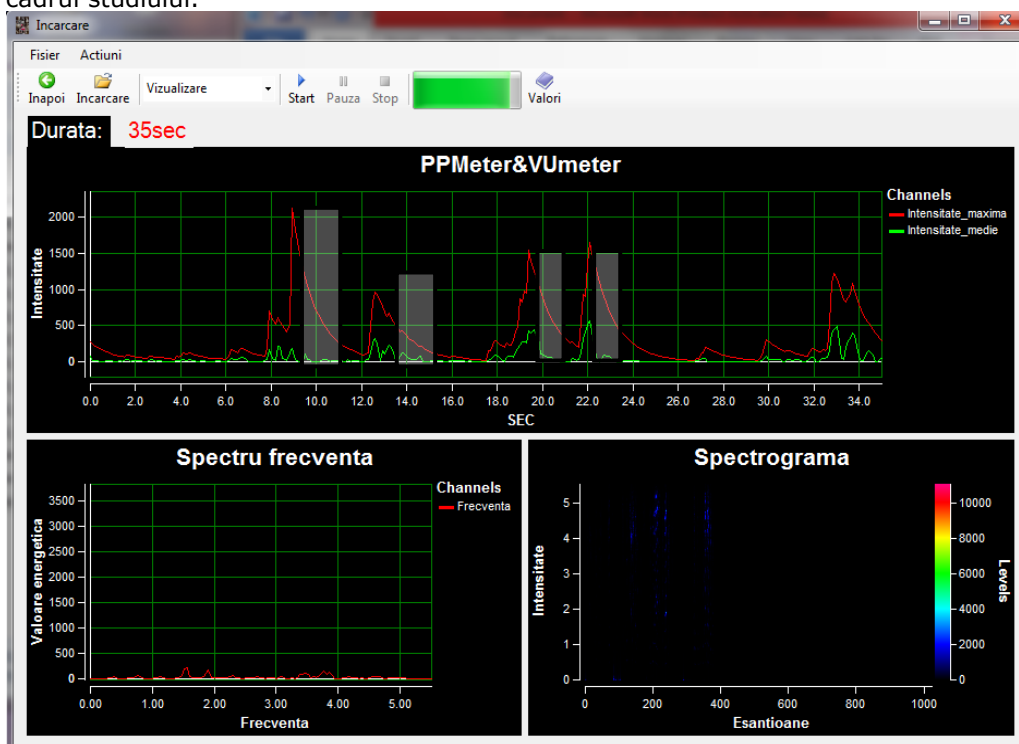 cadrul studiului.
Incarcare
Fisier Actiuni
Inapoi Incarcare Vizualizare Start Pauza Stop Valori
Durata: 35sec
PPMeter&VUmeter
Channels
Intensitate_maxima
Intensitate_medie
Intensitate
2000
1500
1000
500
0
0.0 2.0 4.0 6.0 8.0 10.0 12.0 14.0 16.0 18.0 20.0 22.0 24.0 26.0 28.0 30.0 32.0 34.0
SEC
Spectru frecventa
Channels
Frecventa
Valoare energetica
3500
3000
2500
2000
1500
1000
500
0
0.00 1.00 2.00 3.00 4.00 5.00
Frecventa
Spectrograma
Intensitate
5
4
3
2
1
0
0 200 400 600 800 1000
Esantioane
10000
8000
6000
4000
2000
0
Levels